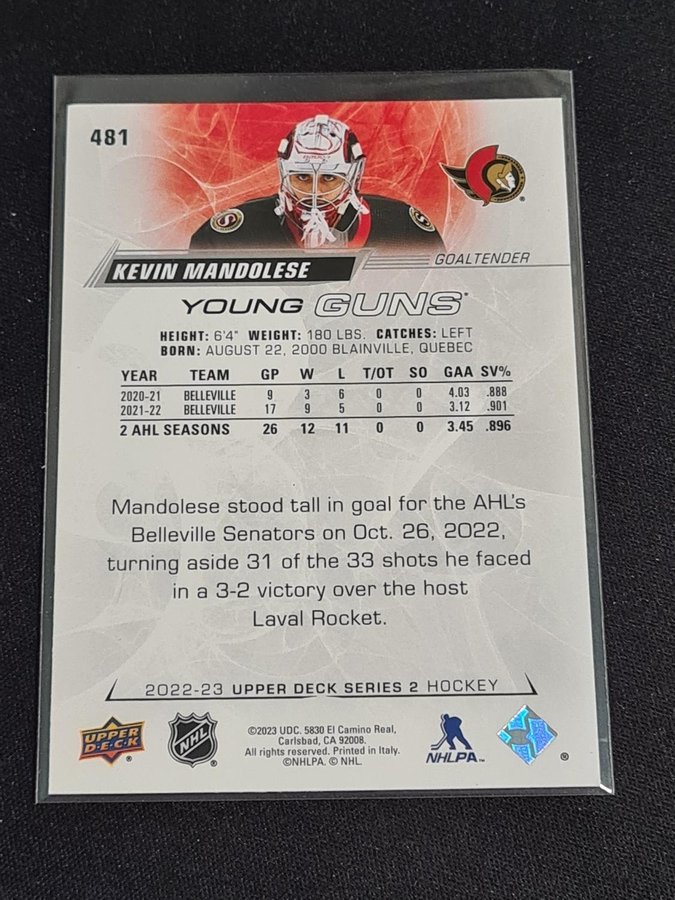 481
KEVIN MANDOLESE
GOALTENDER
YOUNG GUNS
HEIGHT: 6'4" WEIGHT: 180 LBS. CATCHES: LEFT
BORN: AUGUST 22, 2000 BLAINVILLE, QUEBEC
YEAR TEAM GP W L T/OT SO GAA SV%
2020-21 BELLEVILLE 9 3 6 0 0 4.03 .888
2021-22 BELLEVILLE 17 9 5 0 0 3.12 .901
2 AHL SEASONS 26 12 11 0 0 3.45 .896
Mandolese stood tall in goal for the AHL's
Belleville Senators on Oct. 26, 2022,
turning aside 31 of the 33 shots he faced
in a 3-2 victory over the host
Laval Rocket.
2022-23 UPPER DECK SERIES 2 HOCKEY
UPPER DECK
NHL
©2023 UDC. 5830 El Camino Real,
Carlsbad, CA 92008.
All rights reserved. Printed in Italy.
©NHLPA. © NHL.
NHLPA™
®